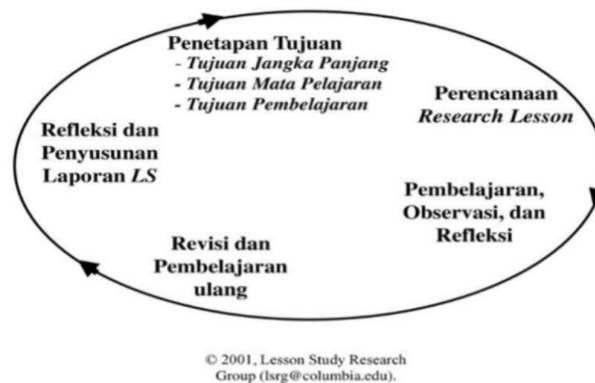 Penetapan Tujuan
- Tujuan Jangka Panjang
- Tujuan Mata Pelajaran
- Tujuan Pembelajaran
Perencanaan
Research Lesson
Pembelajaran,
Observasi, dan
Refleksi
Revisi dan
Pembelajaran
ulang
Refleksi dan
Penyusunan
Laporan LS
© 2001, Lesson Study Research
Group (lsrg@columbia.edu).